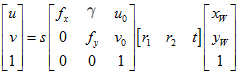 [u v 1]ᵀ = s [f_x γ u_0; 0 f_y v_0; 0 0 1] [r_1 r_2 t] [x_W y_W 1]ᵀ